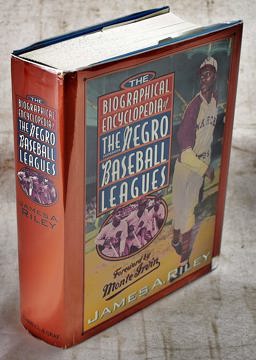 THE
BIOGRAPHICAL
ENCYCLOPEDIA of
THE NEGRO
BASEBALL
LEAGUES
Foreword by
Monte Irvin
JAMES A. RILEY
THE
BIOGRAPHICAL
ENCYCLOPEDIA of
THE NEGRO
BASEBALL
LEAGUES
JAMES A.
RILEY